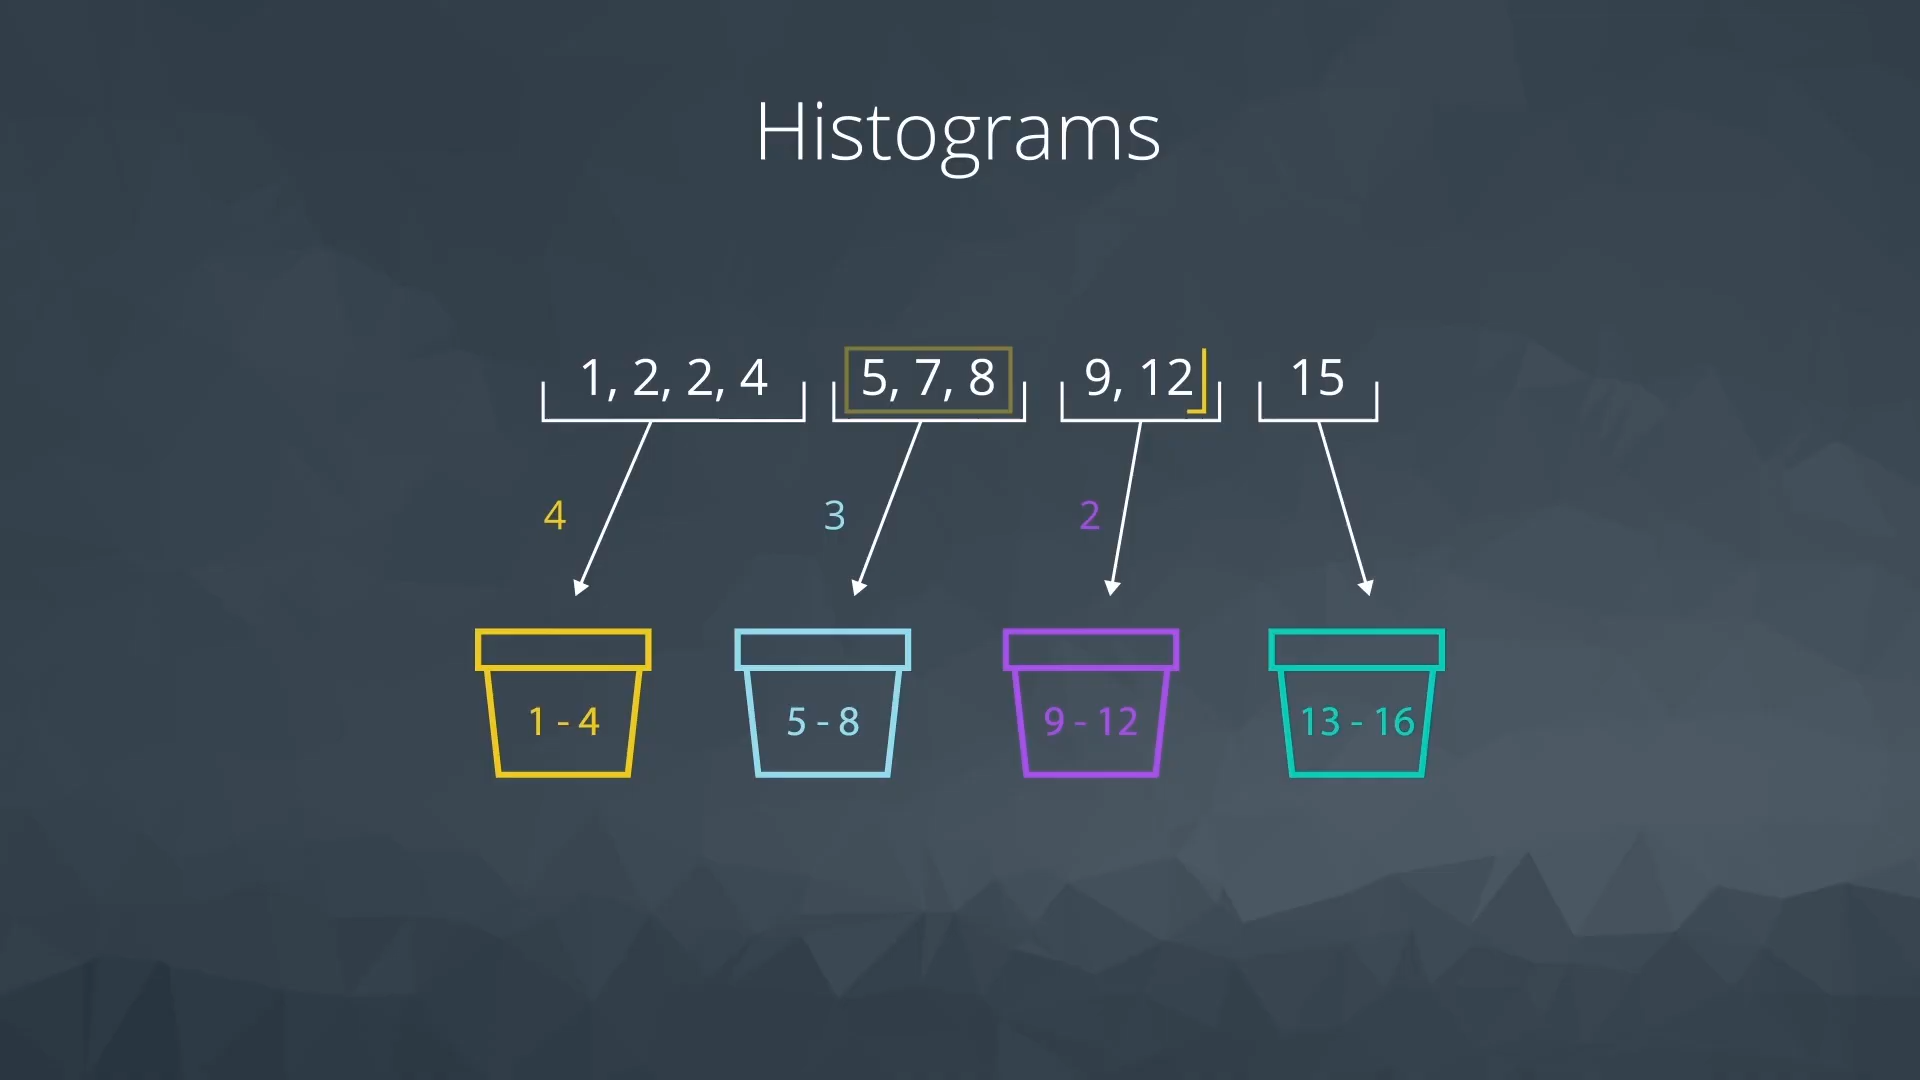 Histograms
1, 2, 2, 4 5, 7, 8 9, 12 15
4 3 2
1 - 4 5 - 8 9 - 12 13 - 16